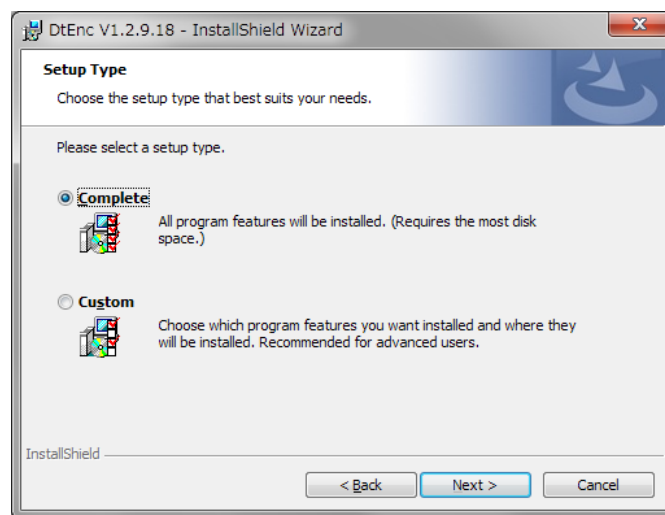 DtEnc V1.2.9.18 - InstallShield Wizard
Setup Type
Choose the setup type that best suits your needs.
Please select a setup type.
Complete
All program features will be installed. (Requires the most disk
space.)
Custom
Choose which program features you want installed and where they
will be installed. Recommended for advanced users.
InstallShield
< Back
Next >
Cancel